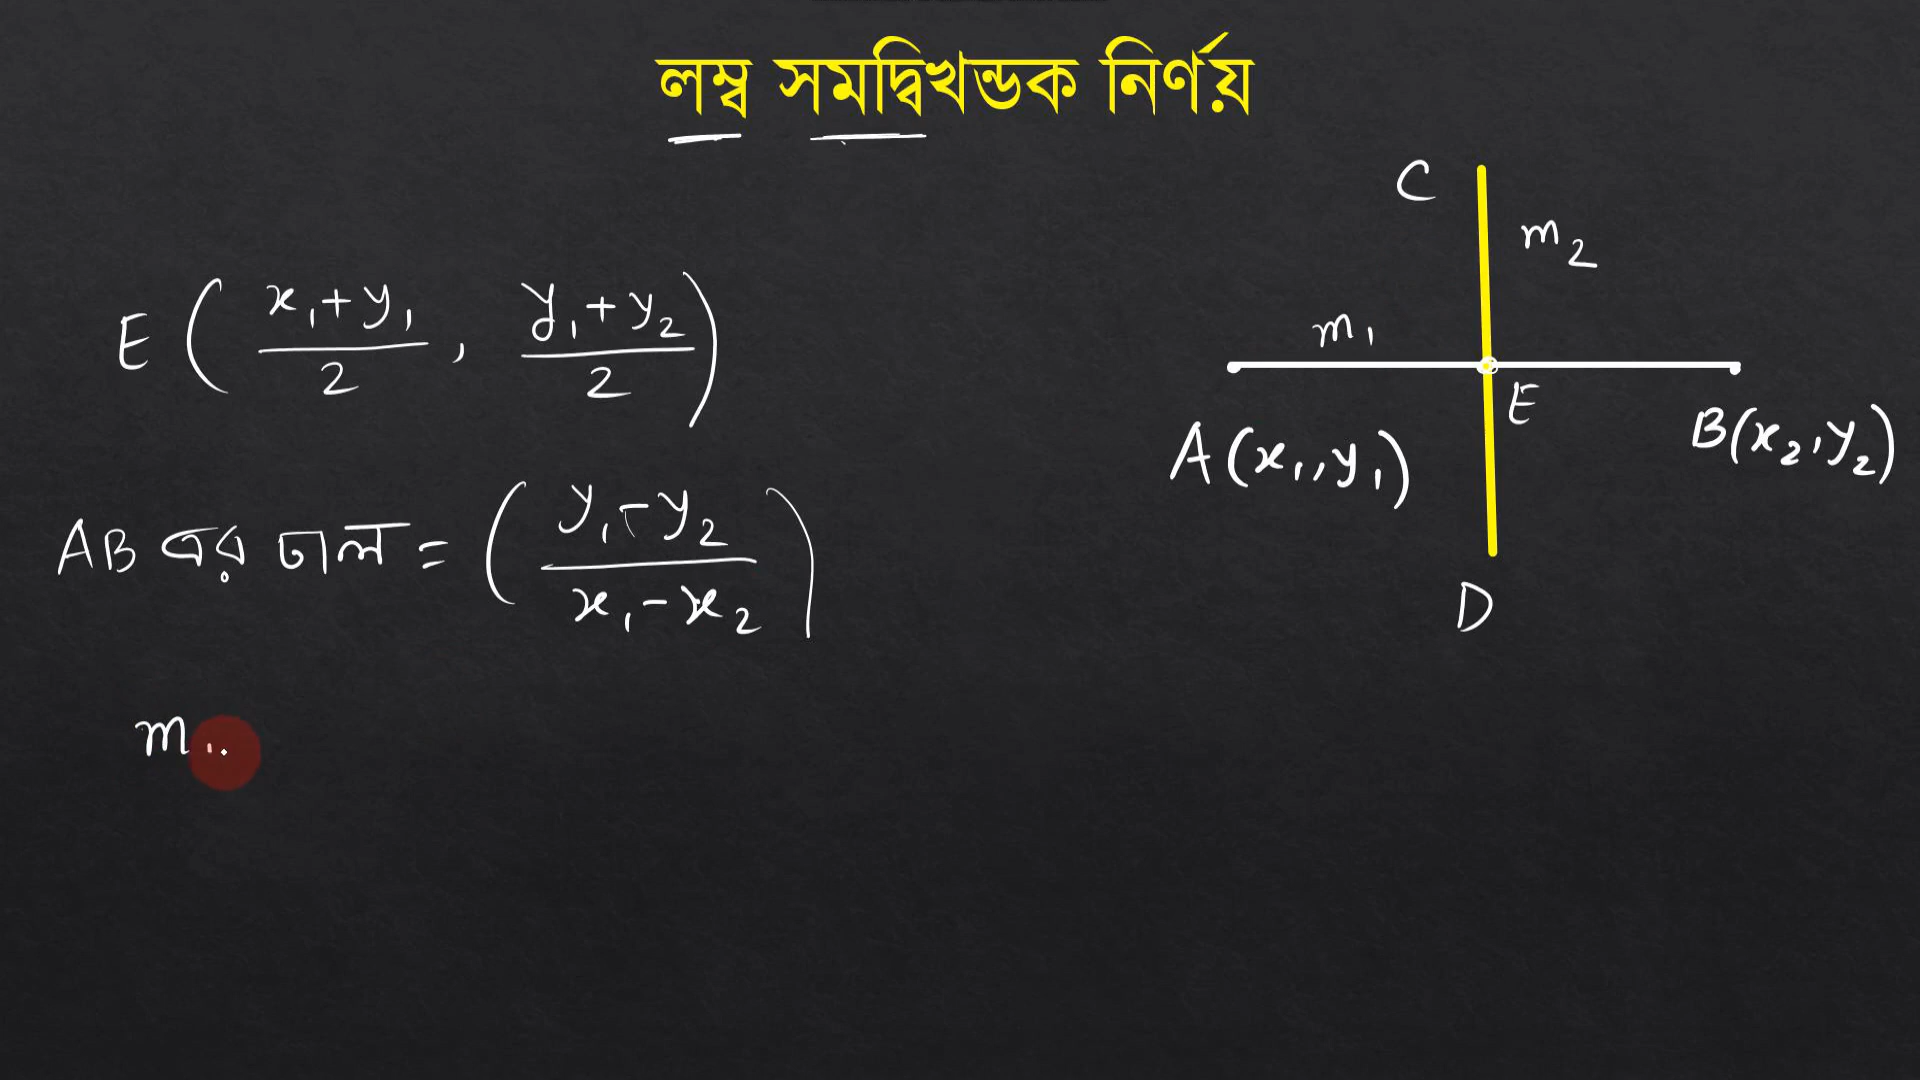 লম্ব সমদ্বিখন্ডক নির্ণয়
C
m₂
E ( (x₁+y₁)/2 , (y₁+y₂)/2 )
m₁
E
A(x₁,y₁)
B(x₂,y₂)
AB এর ঢাল = ( (y₁-y₂)/(x₁-x₂) )
D
m₁.